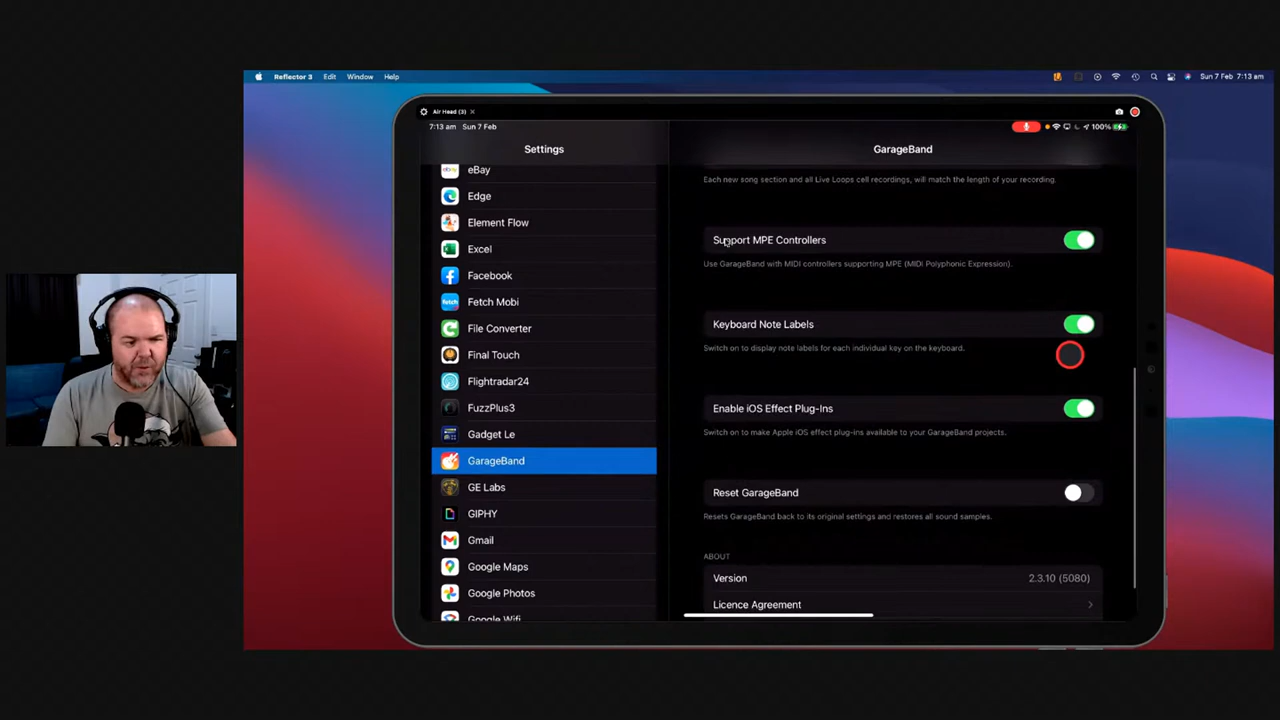 Reflector 3 Edit Window Help
Sun 7 Feb 7:13 am
Air Head (3)
7:13 am Sun 7 Feb
100%
Settings
eBay
Edge
Element Flow
Excel
Facebook
Fetch Mobi
File Converter
Final Touch
Flightradar24
FuzzPlus3
Gadget Le
GarageBand
GE Labs
GIPHY
Gmail
Google Maps
Google Photos
Google Wifi
GarageBand
Each new song section and all Live Loops cell recordings, will match the length of your recording.
Support MPE Controllers
Use GarageBand with MIDI controllers supporting MPE (MIDI Polyphonic Expression).
Keyboard Note Labels
Switch on to display note labels for each individual key on the keyboard.
Enable iOS Effect Plug-Ins
Switch on to make Apple iOS effect plug-ins available to your GarageBand projects.
Reset GarageBand
Resets GarageBand back to its original settings and restores all sound samples.
ABOUT
Version 2.3.10 (5080)
Licence Agreement